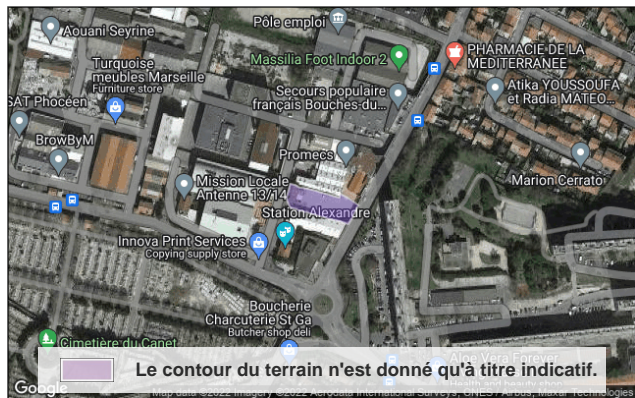 Pôle emploi
Aouani Seyrine
Massilia Foot Indoor 2
PHARMACIE DE LA
MEDITERRANEE
Turquoise
meubles Marseille
Furniture store
Secours populaire
français Bouches-du...
Atika YOUSSOUFA
et Radia MATEO...
SAT Phocéen
BrowByM
Promecs
Mission Locale
Antenne 13/14
Marion Cerrato
Station Alexandre
Innova Print Services
Copying supply store
Boucherie
Charcuterie St Ga
Butcher shop deli
Cimetière du Canet
Aloe Vera Forever
Health and beauty shop
Le contour du terrain n'est donné qu'à titre indicatif.
Google
Map data ©2022 Imagery ©2022 Aerodata International Surveys, CNES / Airbus, Maxar Technologies